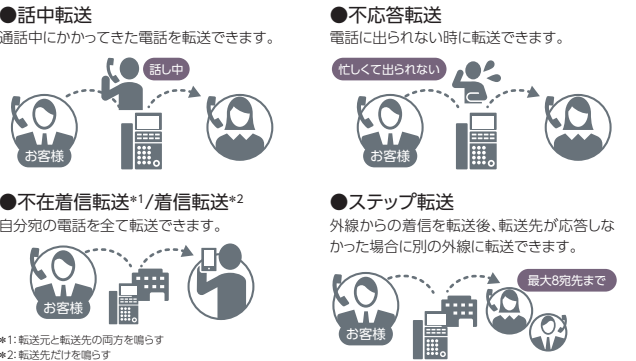 ●話中転送
通話中にかかってきた電話を転送できます。
話し中
お客様
●不応答転送
電話に出られない時に転送できます。
忙しくて出られない
お客様
●不在着信転送*1/着信転送*2
自分宛の電話を全て転送できます。
お客様
*1：転送元と転送先の両方を鳴らす
*2：転送先だけを鳴らす
●ステップ転送
外線からの着信を転送後、転送先が応答しな
かった場合に別の外線に転送できます。
最大8宛先まで
お客様